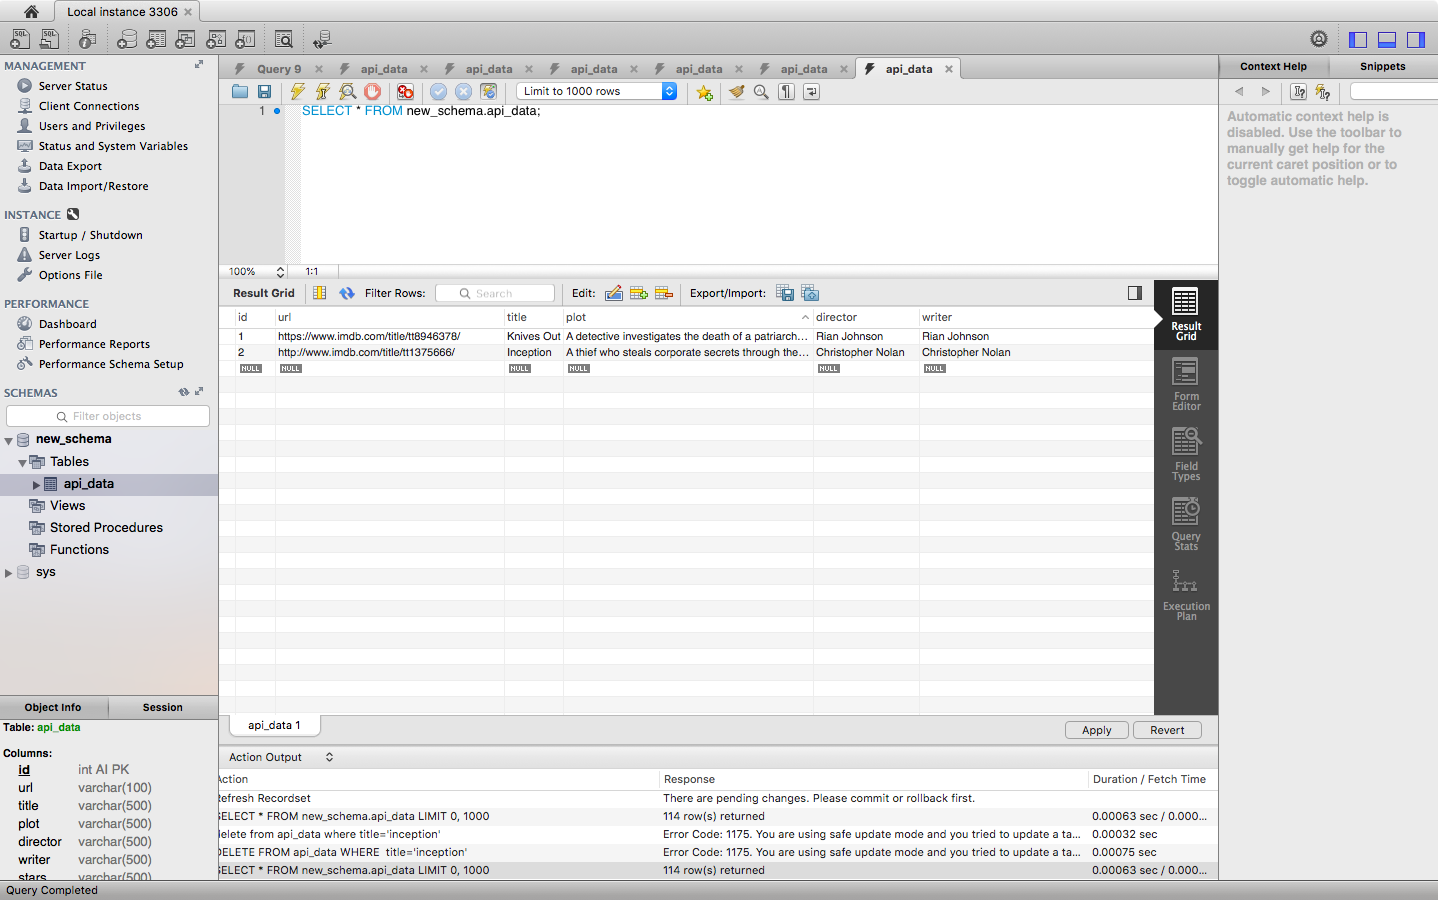 Local instance 3306
MANAGEMENT
Server Status
Client Connections
Users and Privileges
Status and System Variables
Data Export
Data Import/Restore
INSTANCE
Startup / Shutdown
Server Logs
Options File
PERFORMANCE
Dashboard
Performance Reports
Performance Schema Setup
SCHEMAS
Filter objects
new_schema
Tables
api_data
Views
Stored Procedures
Functions
sys
Object Info Session
Table: api_data
Columns:
id int AI PK
url varchar(100)
title varchar(500)
plot varchar(500)
director varchar(500)
writer varchar(500)
stars varchar(500)
Query Completed
Query 9 api_data api_data api_data api_data api_data api_data
Limit to 1000 rows
1 SELECT * FROM new_schema.api_data;
100% 1:1
Result Grid Filter Rows: Search Edit: Export/Import:
id url title plot director writer
1 https://www.imdb.com/title/tt8946378/ Knives Out A detective investigates the death of a patriarch... Rian Johnson Rian Johnson
2 http://www.imdb.com/title/tt1375666/ Inception A thief who steals corporate secrets through the... Christopher Nolan Christopher Nolan
NULL NULL NULL NULL NULL NULL
Result
Grid
Form
Editor
Field
Types
Query
Stats
Execution
Plan
api_data 1
Apply Revert
Action Output
Action Response Duration / Fetch Time
Refresh Recordset There are pending changes. Please commit or rollback first.
SELECT * FROM new_schema.api_data LIMIT 0, 1000 114 row(s) returned 0.00063 sec / 0.000...
delete from api_data where title='inception' Error Code: 1175. You are using safe update mode and you tried to update a ta... 0.00032 sec
DELETE FROM api_data WHERE  title='inception' Error Code: 1175. You are using safe update mode and you tried to update a ta... 0.00075 sec
SELECT * FROM new_schema.api_data LIMIT 0, 1000 114 row(s) returned 0.00063 sec / 0.000...
Context Help Snippets
Automatic context help is
disabled. Use the toolbar to
manually get help for the
current caret position or to
toggle automatic help.